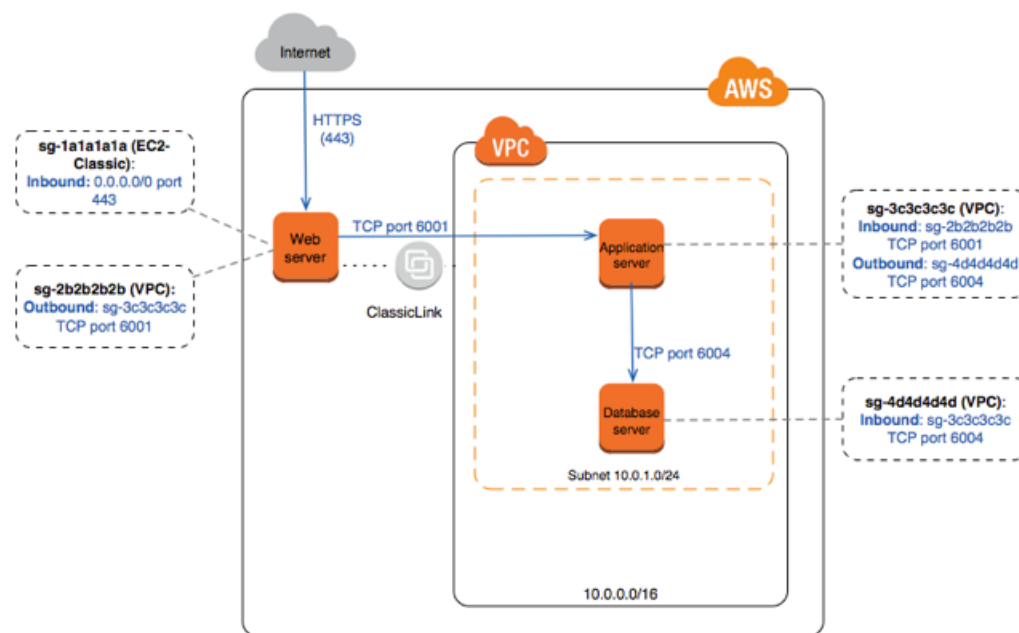 Internet
AWS
HTTPS
(443)
VPC
sg-1a1a1a1a (EC2-
Classic):
Inbound: 0.0.0.0/0 port
443
Web
server
TCP port 6001
Application
server
sg-3c3c3c3c (VPC):
Inbound: sg-2b2b2b2b
TCP port 6001
Outbound: sg-4d4d4d4d
TCP port 6004
sg-2b2b2b2b (VPC):
Outbound: sg-3c3c3c3c
TCP port 6001
ClassicLink
TCP port 6004
Database
server
sg-4d4d4d4d (VPC):
Inbound: sg-3c3c3c3c
TCP port 6004
Subnet 10.0.1.0/24
10.0.0.0/16